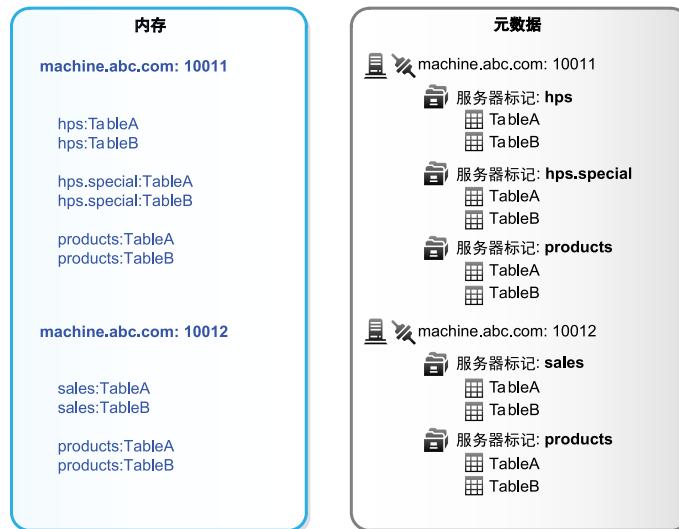 内存
machine.abc.com: 10011
hps:TableA
hps:TableB
hps.special:TableA
hps.special:TableB
products:TableA
products:TableB
machine.abc.com: 10012
sales:TableA
sales:TableB
products:TableA
products:TableB
元数据
machine.abc.com: 10011
服务器标记: hps
TableA
TableB
服务器标记: hps.special
TableA
TableB
服务器标记: products
TableA
TableB
machine.abc.com: 10012
服务器标记: sales
TableA
TableB
服务器标记: products
TableA
TableB